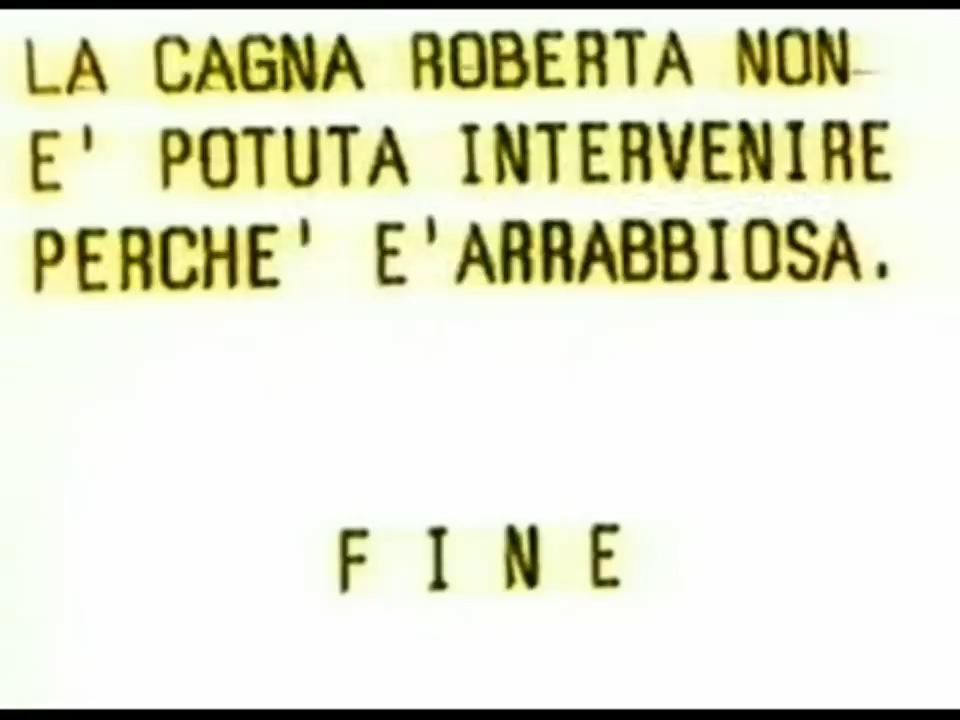 LA CAGNA ROBERTA NON
E' POTUTA INTERVENIRE
PERCHE' E'ARRABBIOSA.
F I N E